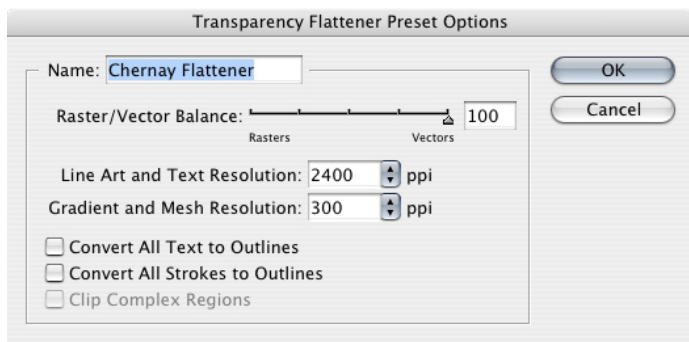 Transparency Flattener Preset Options
Name: Chernay Flattener
OK
Raster/Vector Balance: 100
Cancel
Rasters Vectors
Line Art and Text Resolution: 2400 ppi
Gradient and Mesh Resolution: 300 ppi
Convert All Text to Outlines
Convert All Strokes to Outlines
Clip Complex Regions